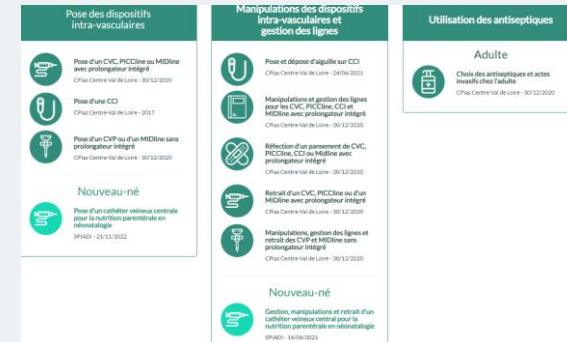 Pose des dispositifs
intra-vasculaires
Pose d'un CVC, PICCline ou MIDline
avec prolongateur intégré
CPias Centre Val de Loire - 30/12/2020
Pose d'une CCI
CPias Centre Val de Loire - 2017
Pose d'un CVP ou d'un MIDline sans
prolongateur intégré
CPias Centre-Val de Loire - 30/12/2020
Nouveau-né
Pose d'un cathéter veineux centrale
pour la nutrition parentérale en
néonatalogie
SPIADI - 21/11/2022
Manipulations des dispositifs
intra-vasculaires et
gestion des lignes
Pose et dépose d'aiguille sur CCI
CPias Centre-Val de Loire - 24/06/2021
Manipulations et gestion des lignes
pour les CVC, PICCline, CCI et
MIDline avec prolongateur intégré
CPias Centre-Val de Loire - 30/12/2020
Réfection d'un pansement de CVC,
PICCline, CCI ou Midline avec
prolongateur intégré
CPias Centre-Val de Loire - 30/12/2020
Retrait d'un CVC, PICCline ou d'un
MIDline avec prolongateur intégré
CPias Centre-Val de Loire - 30/12/2020
Manipulations, gestion des lignes et
retrait des CVP et MIDline sans
prolongateur intégré
CPias Centre-Val de Loire - 30/12/2020
Nouveau-né
Gestion, manipulations et retrait d'un
cathéter veineux central pour la
nutrition parentérale en néonatalogie
SPIADI - 16/06/2021
Utilisation des antiseptiques
Adulte
Choix des antiseptiques et actes
invasifs chez l'adulte
CPias Centre-Val de Loire - 30/12/2020